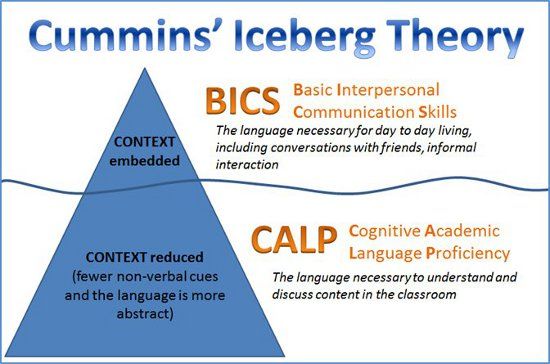 Cummins' Iceberg Theory
BICS
Basic Interpersonal
Communication Skills
The language necessary for day to day living,
including conversations with friends, informal
interaction
CONTEXT
embedded
CALP
Cognitive Academic
Language Proficiency
The language necessary to understand and
discuss content in the classroom
CONTEXT reduced
(fewer non-verbal cues
and the language is more
abstract)